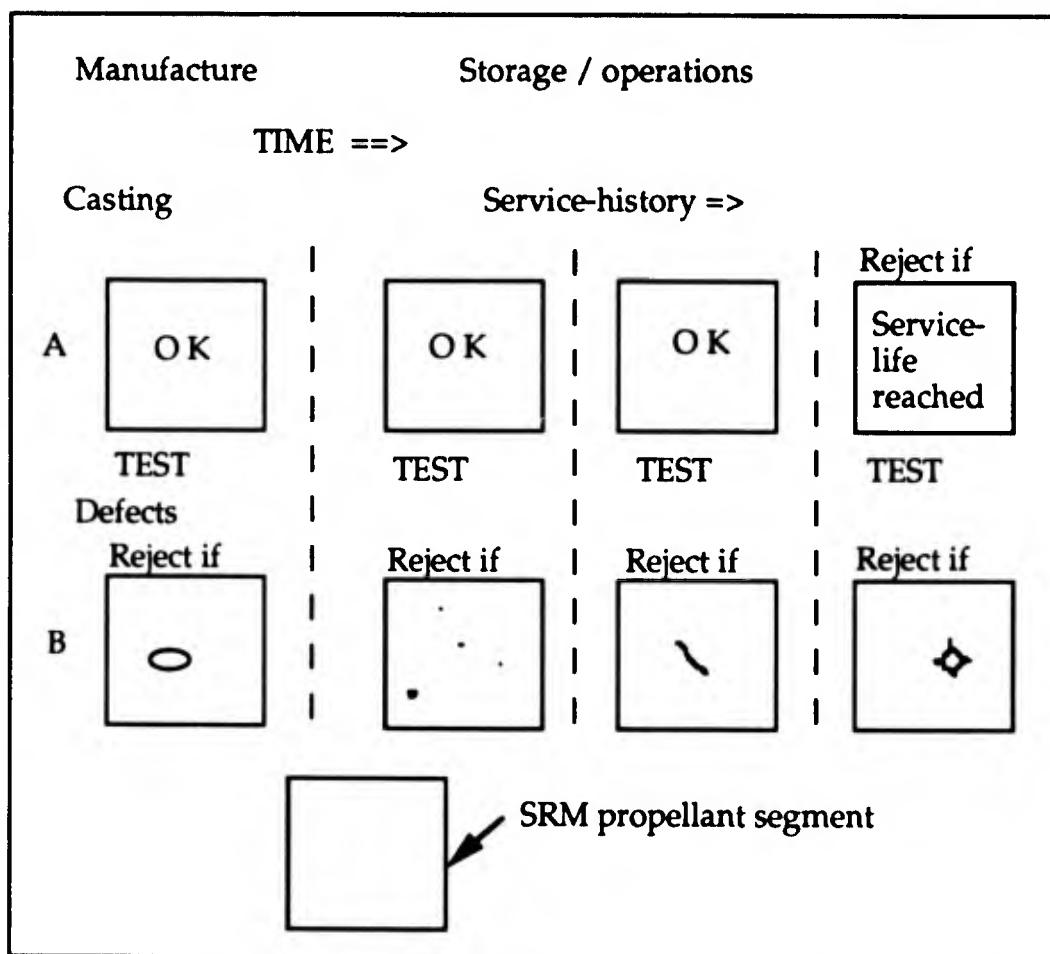 Manufacture Storage / operations
TIME ==>
Casting Service-history =>
Reject if
A OK OK OK Service-
life
reached
TEST TEST TEST TEST
Defects
Reject if Reject if Reject if Reject if
B
SRM propellant segment